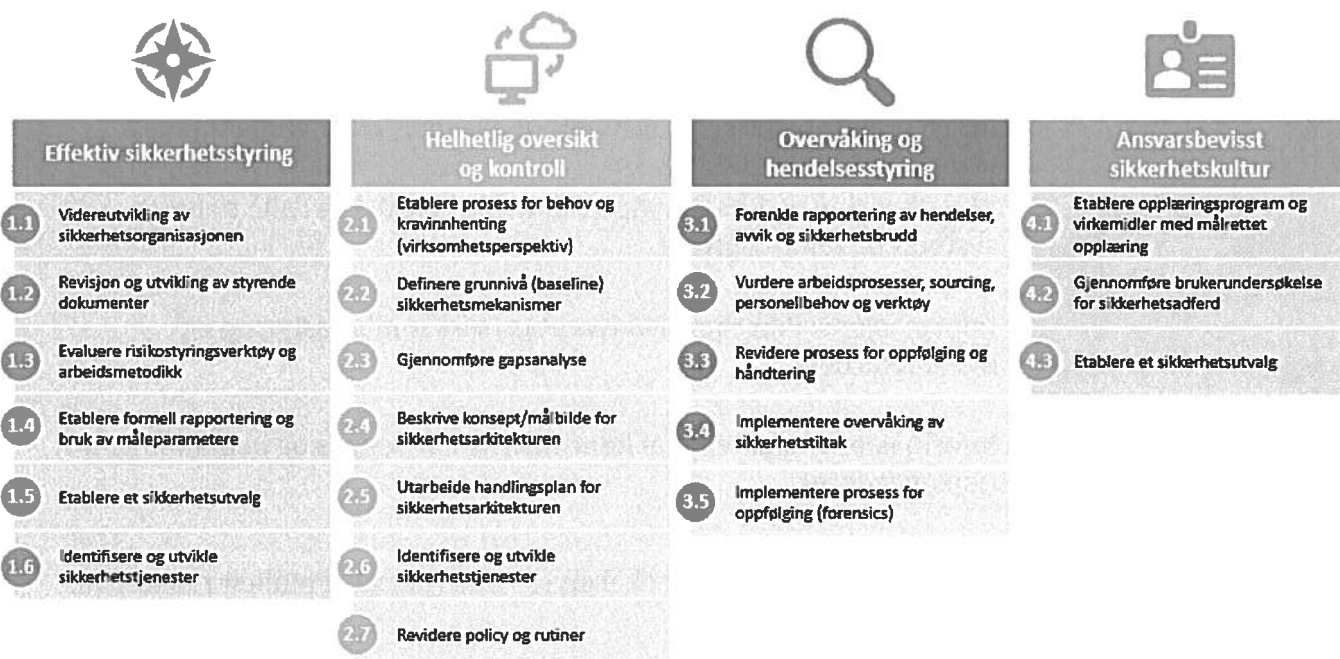 Effektiv sikkerhetsstyring
1.1
Videreutvikling av
sikkerhetsorganisasjonen
1.2
Revisjon og utvikling av styrende
dokumenter
1.3
Evaluere risikostyringsverktøy og
arbeidsmetodikk
1.4
Etablere formell rapportering og
bruk av måleparametere
1.5
Etablere et sikkerhetsutvalg
1.6
Identifisere og utvikle
sikkerhetstjenester
Helhetlig oversikt
og kontroll
2.1
Etablere prosess for behov og
kravinnhenting
(virksomhetsperspektiv)
2.2
Definere grunnivå (baseline)
sikkerhetsmekanismer
2.3
Gjennomføre gapsanalyse
2.4
Beskrive konsept/målbilde for
sikkerhetsarkitekturen
2.5
Utarbeide handlingsplan for
sikkerhetsarkitekturen
2.6
Identifisere og utvikle
sikkerhetstjenester
2.7
Revidere policy og rutiner
Overvåking og
hendelsesstyring
3.1
Forenkle rapportering av hendelser,
avvik og sikkerhetsbrudd
3.2
Vurdere arbeidsprosesser, sourcing,
personellbehov og verktøy
3.3
Revidere prosess for oppfølging og
håndtering
3.4
Implementere overvåking av
sikkerhetstiltak
3.5
Implementere prosess for
oppfølging (forensics)
Ansvarsbevisst
sikkerhetskultur
4.1
Etablere opplæringsprogram og
virkemidler med målrettet
opplæring
4.2
Gjennomføre brukerundersøkelse
for sikkerhetsadferd
4.3
Etablere et sikkerhetsutvalg